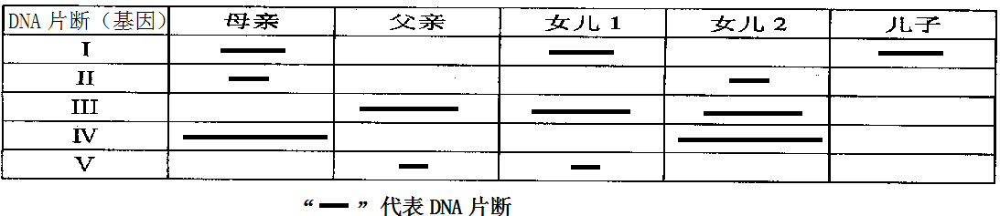 DNA 片断（基因） 母亲 父亲 女儿 1 女儿 2 儿子
I
II
III
IV
V
“━”代表 DNA 片断